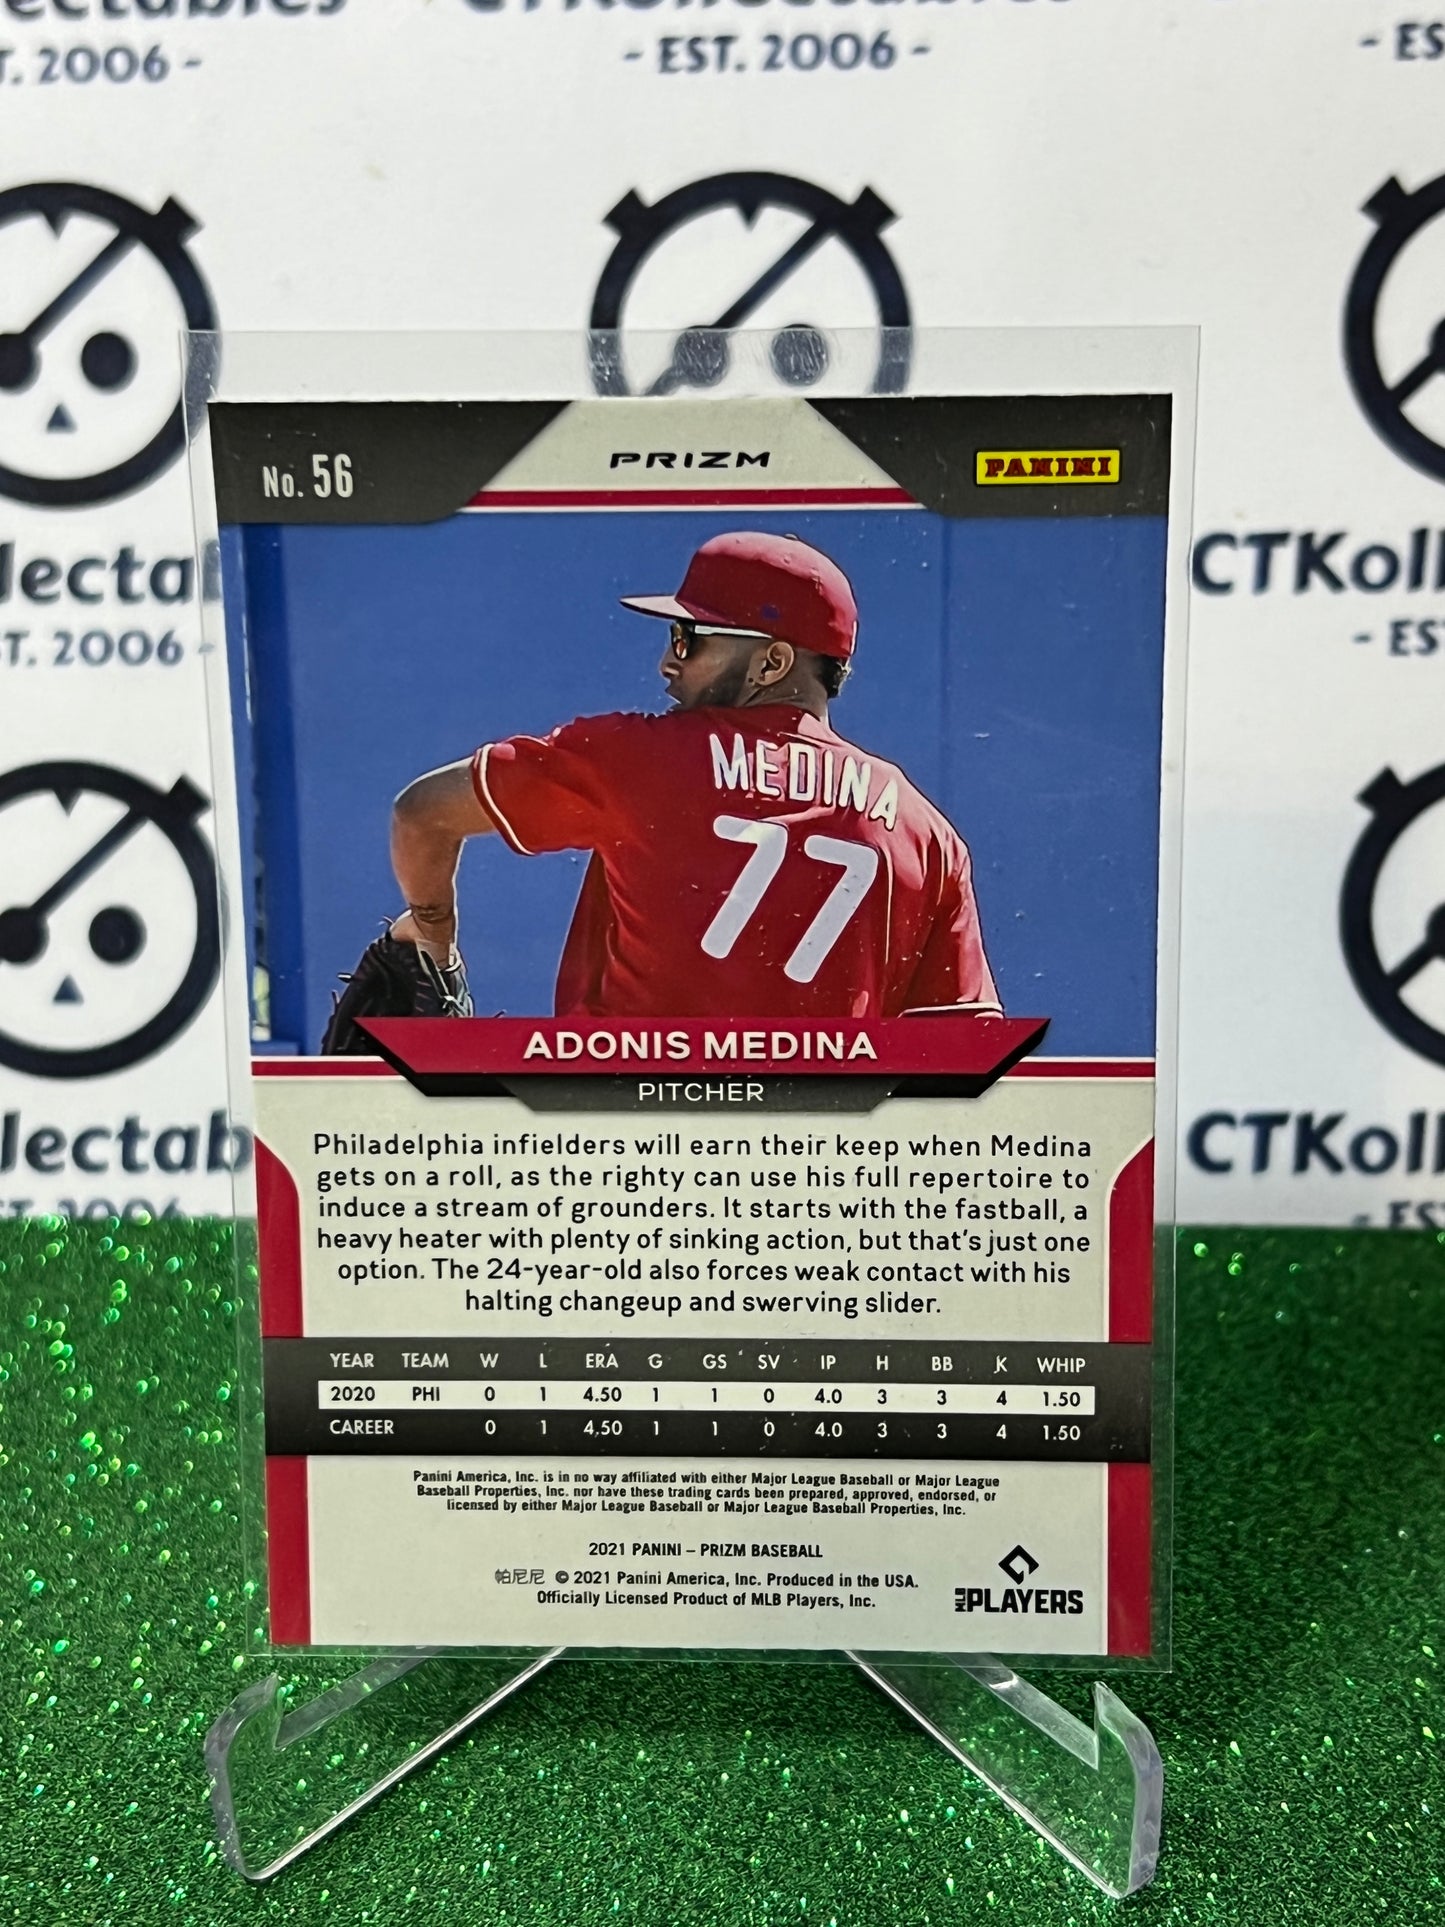 CTKollectables
- EST. 2006 -
- ES
T. 2006 -
No. 56
PRIZM
PANINI
lecta
T. 2006 -
CTKoll
- ES
MEDINA
77
ADONIS MEDINA
PITCHER
lectab
CTKoll
Philadelphia infielders will earn their keep when Medina
gets on a roll, as the righty can use his full repertoire to
induce a stream of grounders. It starts with the fastball, a
heavy heater with plenty of sinking action, but that's just one
option. The 24-year-old also forces weak contact with his
halting changeup and swerving slider.
YEAR TEAM W L ERA G GS SV IP H BB K WHIP
2020 PHI 0 1 4.50 1 1 0 4.0 3 3 4 1.50
CAREER 0 1 4.50 1 1 0 4.0 3 3 4 1.50
Panini America, Inc. is in no way affiliated with either Major League Baseball or Major League
Baseball Properties, Inc. nor have these trading cards been prepared, approved, endorsed, or
licensed by either Major League Baseball or Major League Baseball Properties, Inc.
2021 PANINI – PRIZM BASEBALL
帕尼尼 © 2021 Panini America, Inc. Produced in the USA.
Officially Licensed Product of MLB Players, Inc.
MLB PLAYERS